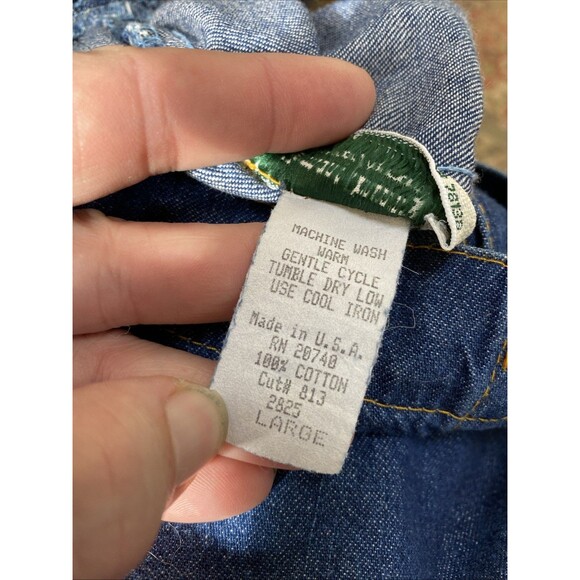 MACHINE WASH
WARM
GENTLE CYCLE
TUMBLE DRY LOW
USE COOL IRON
Made in U.S.A.
RN 20740
100% COTTON
Cut# 813
2825
LARGE